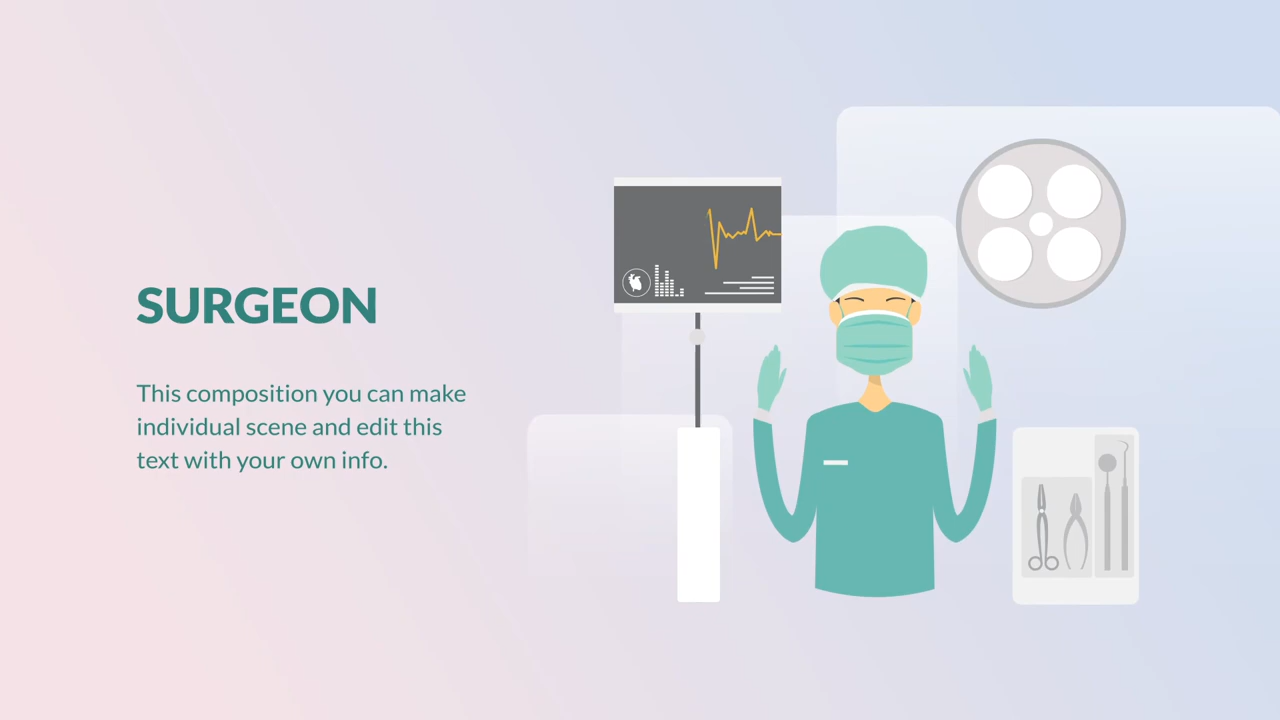 SURGEON
This composition you can make
individual scene and edit this
text with your own info.